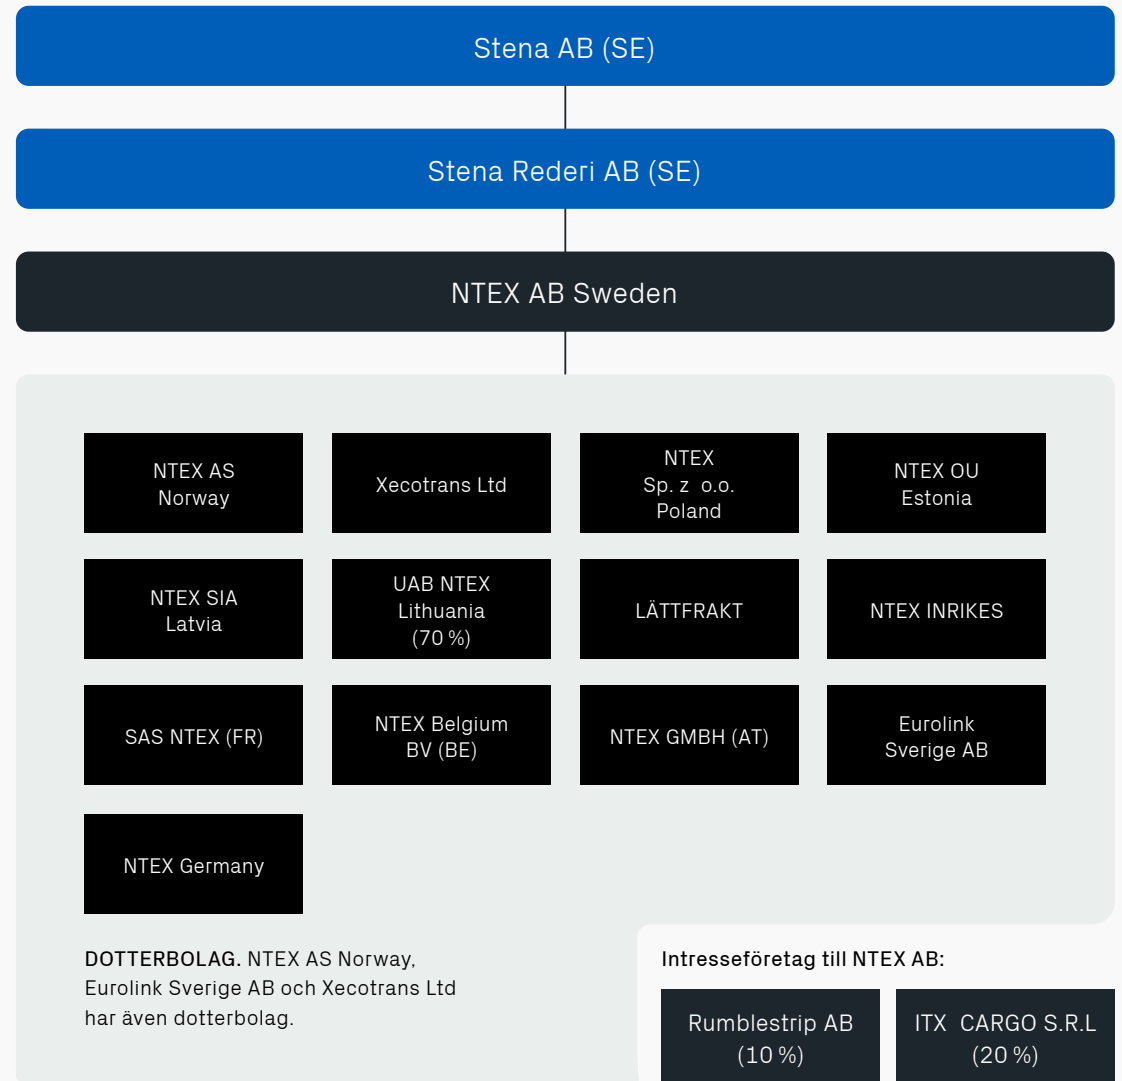 Stena AB (SE)
Stena Rederi AB (SE)
NTEX AB Sweden
NTEX AS
Norway
Xecotrans Ltd
NTEX
Sp. z o.o.
Poland
NTEX OU
Estonia
NTEX SIA
Latvia
UAB NTEX
Lithuania
(70 %)
LÄTTFRAKT
NTEX INRIKES
SAS NTEX (FR)
NTEX Belgium
BV (BE)
NTEX GMBH (AT)
Eurolink
Sverige AB
NTEX Germany
DOTTERBOLAG. NTEX AS Norway,
Eurolink Sverige AB och Xecotrans Ltd
har även dotterbolag.
Intresseföretag till NTEX AB:
Rumblestrip AB
(10 %)
ITX CARGO S.R.L
(20 %)